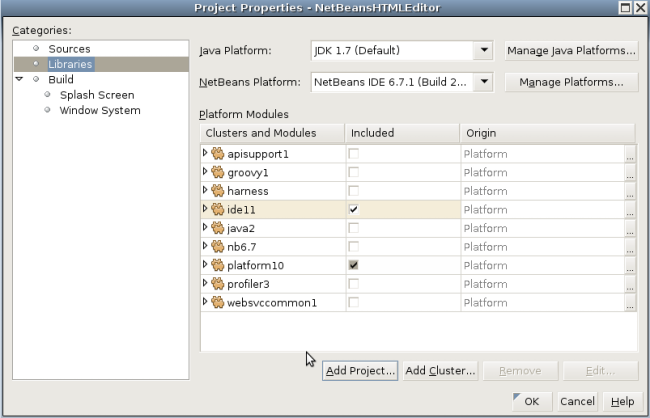 Project Properties - NetBeansHTMLEditor
Categories:
Sources
Libraries
Build
Splash Screen
Window System
Java Platform: JDK 1.7 (Default) Manage Java Platforms...
NetBeans Platform: NetBeans IDE 6.7.1 (Build 2... Manage Platforms...
Platform Modules
Clusters and Modules Included Origin
apisupport1 Platform ...
groovy1 Platform ...
harness Platform ...
ide11 Platform ...
java2 Platform ...
nb6.7 Platform ...
platform10 Platform ...
profiler3 Platform ...
websvccommon1 Platform ...
Add Project... Add Cluster... Remove Edit...
OK Cancel Help